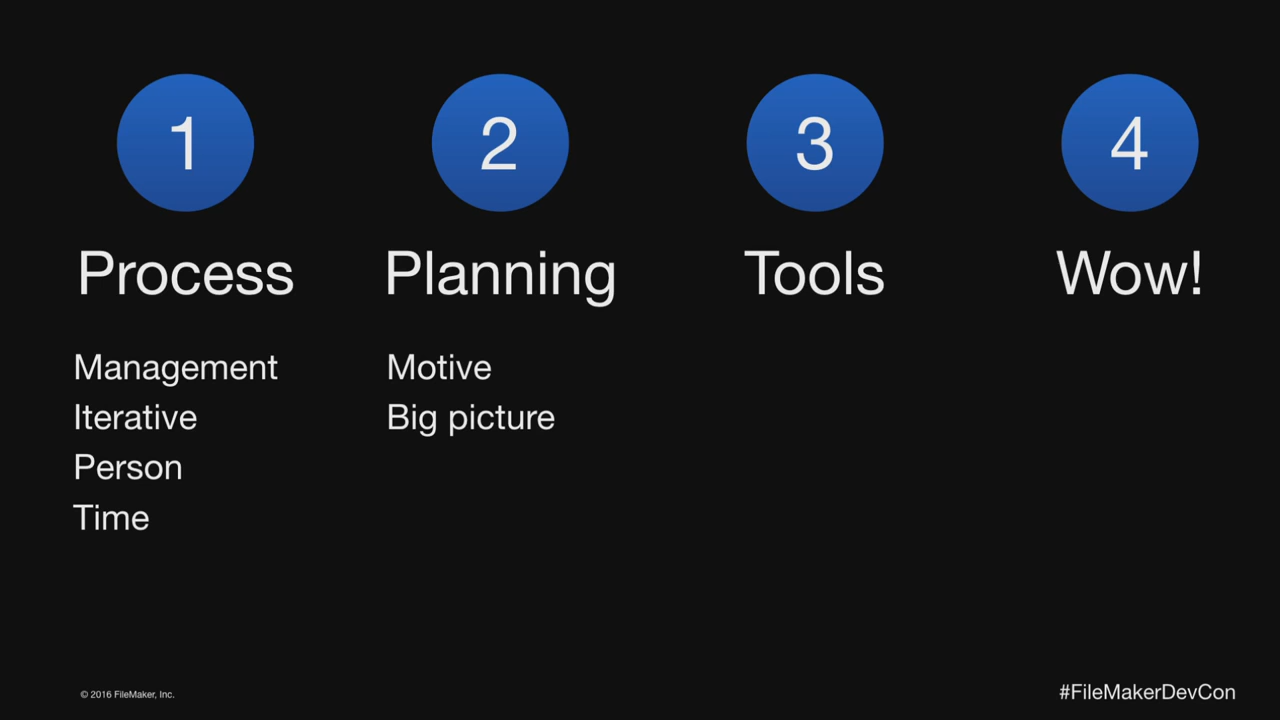 1
Process
Management
Iterative
Person
Time
2
Planning
Motive
Big picture
3
Tools
4
Wow!
© 2016 FileMaker, Inc.
#FileMakerDevCon